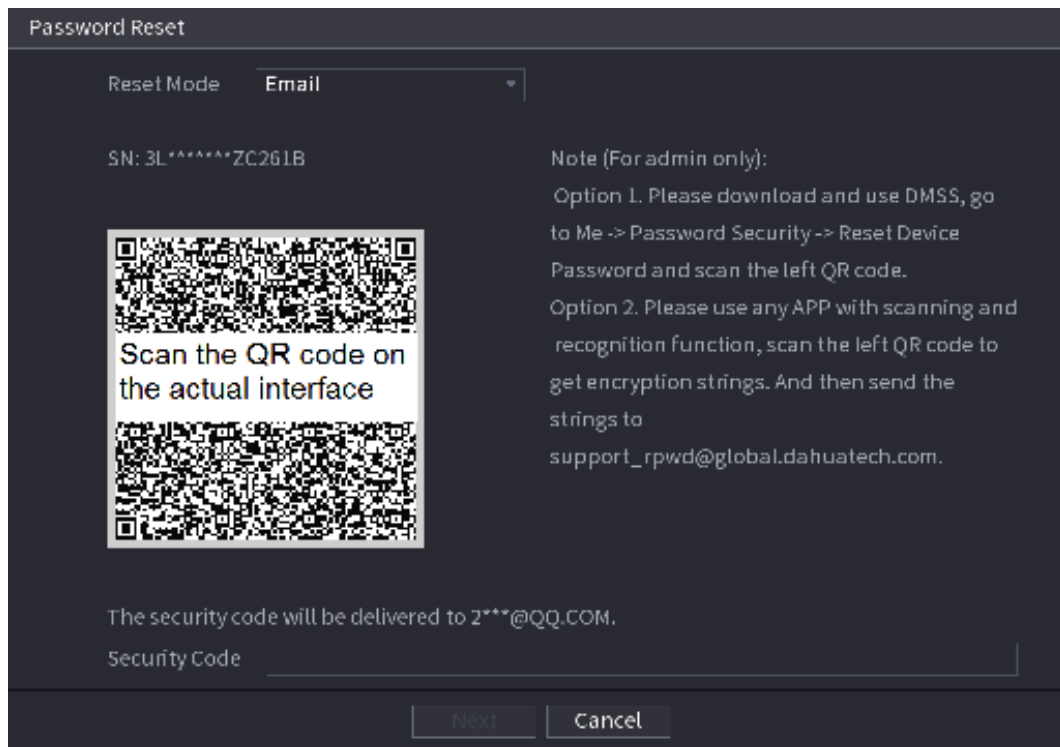 Password Reset
Reset Mode Email
SN: 3L*******ZC261B
Note (For admin only):
Option 1. Please download and use DMSS, go
to Me -> Password Security -> Reset Device
Password and scan the left QR code.
Option 2. Please use any APP with scanning and
recognition function, scan the left QR code to
get encryption strings. And then send the
strings to
support_rpwd@global.dahuatech.com.
Scan the QR code on
the actual interface
The security code will be delivered to 2***@QQ.COM.
Security Code
Next Cancel